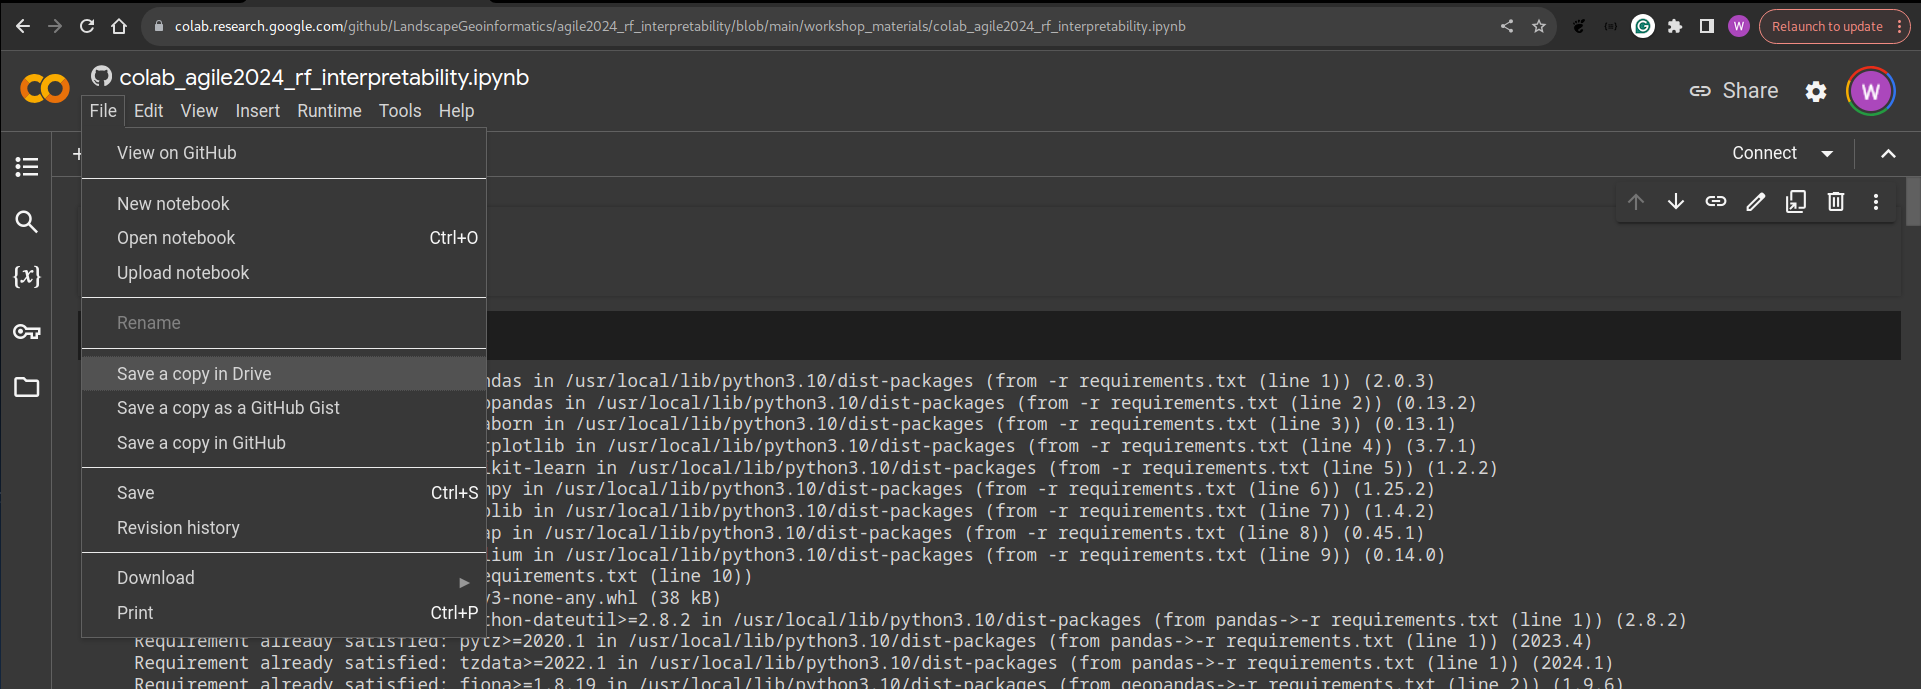 colab.research.google.com/github/LandscapeGeoinformatics/agile2024_rf_interpretability/blob/main/workshop_materials/colab_agile2024_rf_interpretability.ipynb
W
Relaunch to update
colab_agile2024_rf_interpretability.ipynb
Share
W
File Edit View Insert Runtime Tools Help
+
Connect
View on GitHub
New notebook
Open notebook Ctrl+O
Upload notebook
{x}
Rename
Save a copy in Drive
Save a copy as a GitHub Gist
Save a copy in GitHub
Save Ctrl+S
Revision history
Download
Print Ctrl+P
ndas in /usr/local/lib/python3.10/dist-packages (from -r requirements.txt (line 1)) (2.0.3)
opandas in /usr/local/lib/python3.10/dist-packages (from -r requirements.txt (line 2)) (0.13.2)
aborn in /usr/local/lib/python3.10/dist-packages (from -r requirements.txt (line 3)) (0.13.1)
tplotlib in /usr/local/lib/python3.10/dist-packages (from -r requirements.txt (line 4)) (3.7.1)
ikit-learn in /usr/local/lib/python3.10/dist-packages (from -r requirements.txt (line 5)) (1.2.2)
mpy in /usr/local/lib/python3.10/dist-packages (from -r requirements.txt (line 6)) (1.25.2)
blib in /usr/local/lib/python3.10/dist-packages (from -r requirements.txt (line 7)) (1.4.2)
ap in /usr/local/lib/python3.10/dist-packages (from -r requirements.txt (line 8)) (0.45.1)
lium in /usr/local/lib/python3.10/dist-packages (from -r requirements.txt (line 9)) (0.14.0)
equirements.txt (line 10))
y3-none-any.whl (38 kB)
thon-dateutil>=2.8.2 in /usr/local/lib/python3.10/dist-packages (from pandas->-r requirements.txt (line 1)) (2.8.2)
Requirement already satisfied: pytz>=2020.1 in /usr/local/lib/python3.10/dist-packages (from pandas->-r requirements.txt (line 1)) (2023.4)
Requirement already satisfied: tzdata>=2022.1 in /usr/local/lib/python3.10/dist-packages (from pandas->-r requirements.txt (line 1)) (2024.1)
Requirement already satisfied: fiona>=1.8.19 in /usr/local/lib/python3.10/dist-packages (from geopandas->-r requirements.txt (line 2)) (1.9.6)